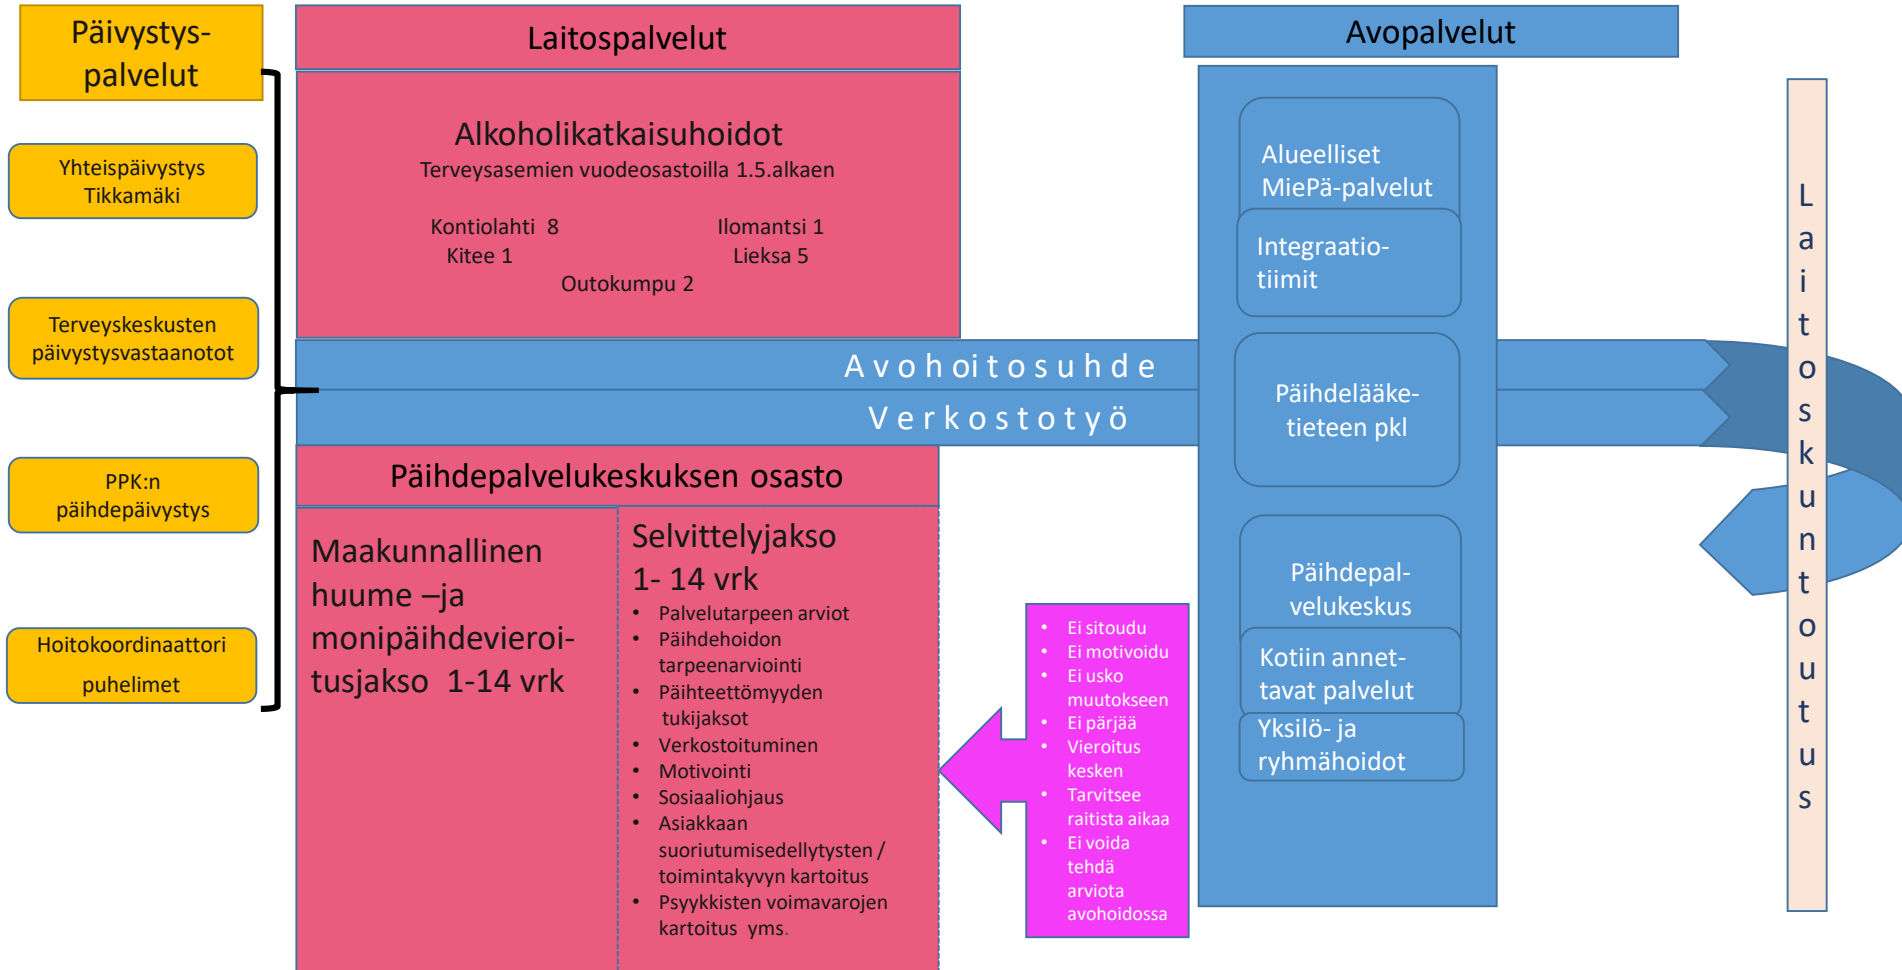 Päivystys-
palvelut
Yhteispäivystys
Tikkamäki
Terveyskeskusten
päivystysvastaanotot
PPK:n
päihdepäivystys
Hoitokoordinaattori
puhelimet
Laitospalvelut
Alkoholikatkaisuhoidot
Terveysasemien vuodeosastoilla 1.5.alkaen
Kontiolahti 8
Ilomantsi 1
Kitee 1
Lieksa 5
Outokumpu 2
Avohoitosuhde
Verkostotyö
Päihdepalvelukeskuksen osasto
Maakunnallinen
huume –ja
monipäihdevieroi-
tusjakso 1-14 vrk
Selvittelyjakso
1- 14 vrk
• Palvelutarpeen arviot
• Päihdehoidon
tarpeenarviointi
• Päihteettömyyden
tukijaksot
• Verkostoituminen
• Motivointi
• Sosiaaliohjaus
• Asiakkaan
suoriutumisedellytysten /
toimintakyvyn kartoitus
• Psyykkisten voimavarojen
kartoitus yms.
• Ei sitoudu
• Ei motivoidu
• Ei usko
muutokseen
• Ei pärjää
• Vieroitus
kesken
• Tarvitsee
raitista aikaa
• Ei voida
tehdä
arviota
avohoidossa
Avopalvelut
Alueelliset
MiePä-palvelut
Integraatio-
tiimit
Päihdelääke-
tieteen pkl
Päihdepal-
velukeskus
Kotiin annet-
tavat palvelut
Yksilö- ja
ryhmähoidot
Laitoskuntoutus